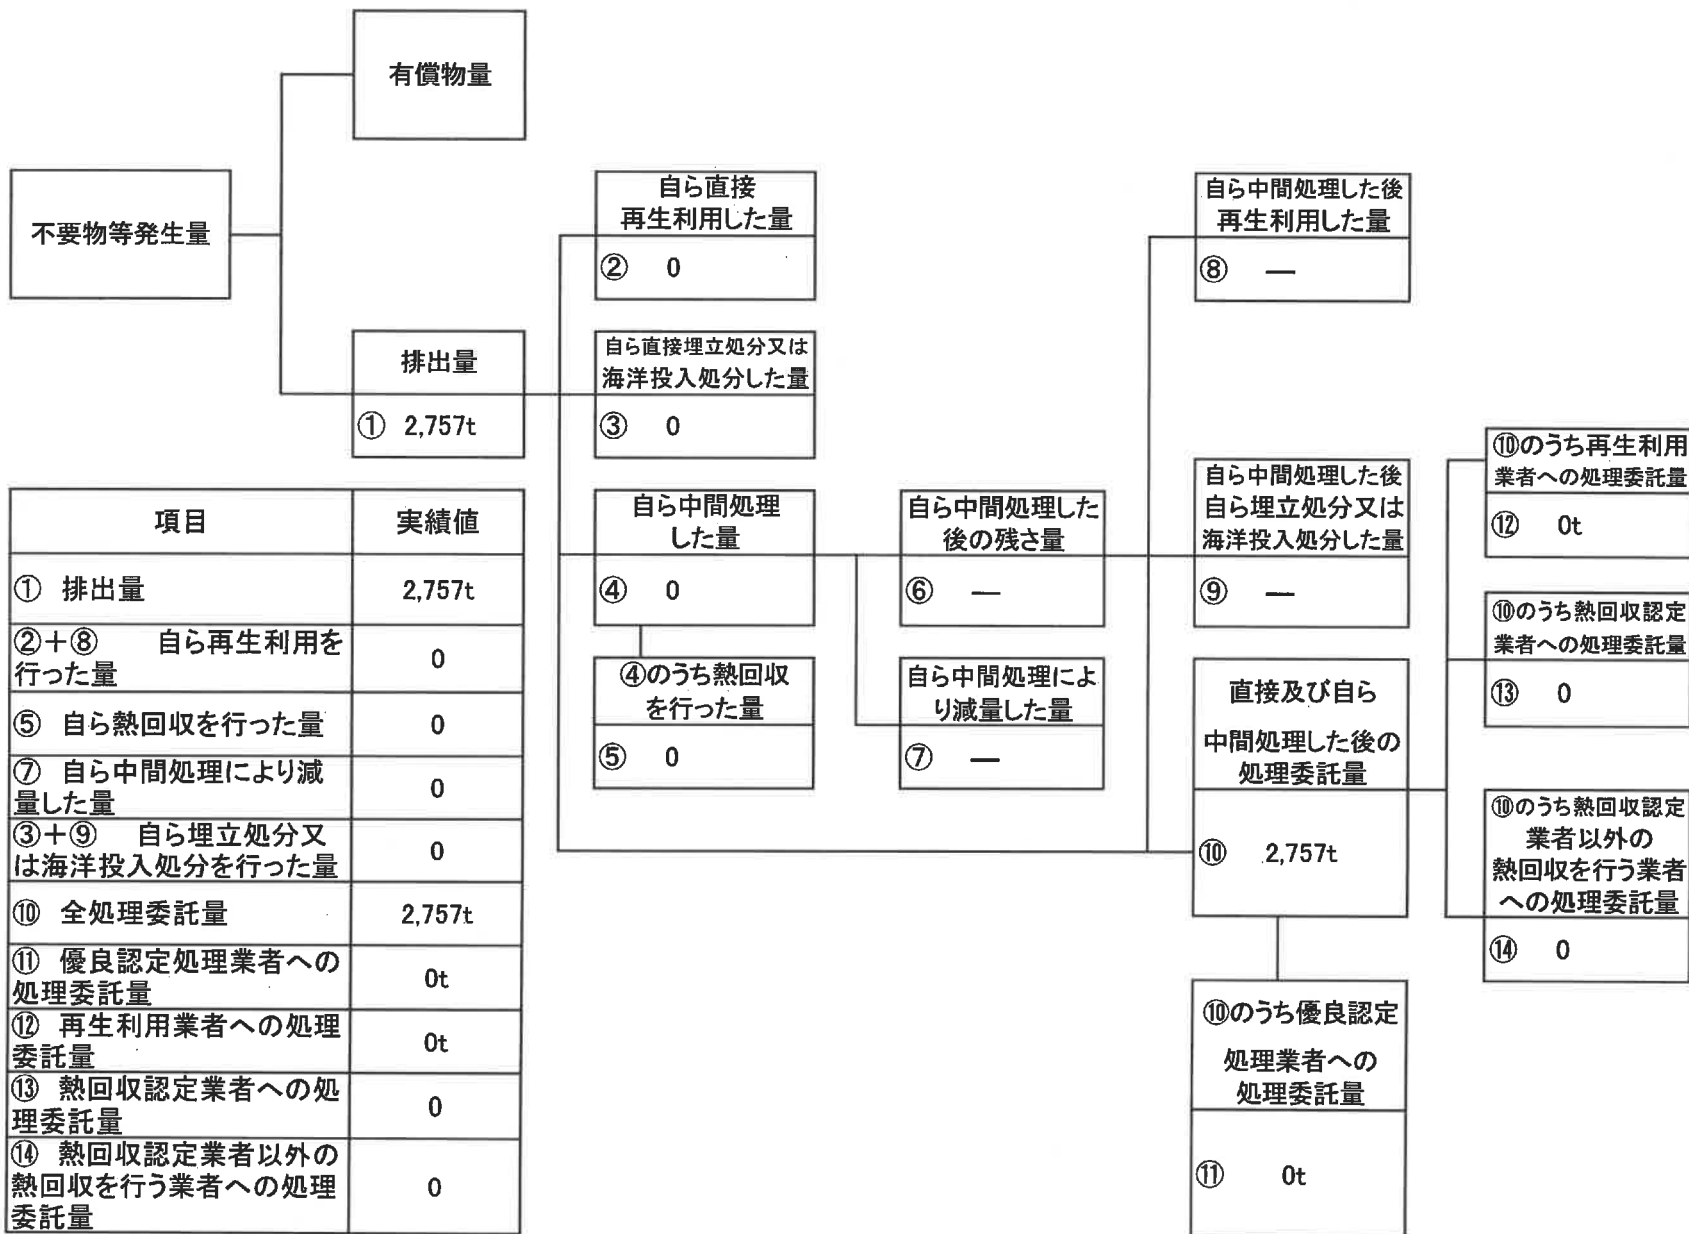 有償物量
不要物等発生量
自ら直接
再生利用した量
② 0
自ら中間処理した後
再生利用した量
⑧ ―
排出量
① 2,757t
自ら直接埋立処分又は
海洋投入処分した量
③ 0
自ら中間処理
した量
④ 0
自ら中間処理した
後の残さ量
⑥ ―
自ら中間処理した後
自ら埋立処分又は
海洋投入処分した量
⑨ ―
⑩のうち再生利用
業者への処理委託量
⑫ 0t
⑩のうち熱回収認定
業者への処理委託量
⑬ 0
④のうち熱回収
を行った量
⑤ 0
自ら中間処理によ
り減量した量
⑦ ―
直接及び自ら
中間処理した後の
処理委託量
⑩ 2,757t
⑩のうち熱回収認定
業者以外の
熱回収を行う業者
への処理委託量
⑭ 0
⑩のうち優良認定
処理業者への
処理委託量
⑪ 0t
項目 実績値
① 排出量 2,757t
②+⑧ 自ら再生利用を
行った量 0
⑤ 自ら熱回収を行った量 0
⑦ 自ら中間処理により減
量した量 0
③+⑨ 自ら埋立処分又
は海洋投入処分を行った量 0
⑩ 全処理委託量 2,757t
⑪ 優良認定処理業者への
処理委託量 0t
⑫ 再生利用業者への処理
委託量 0t
⑬ 熱回収認定業者への処
理委託量 0
⑭ 熱回収認定業者以外の
熱回収を行う業者への処理
委託量 0